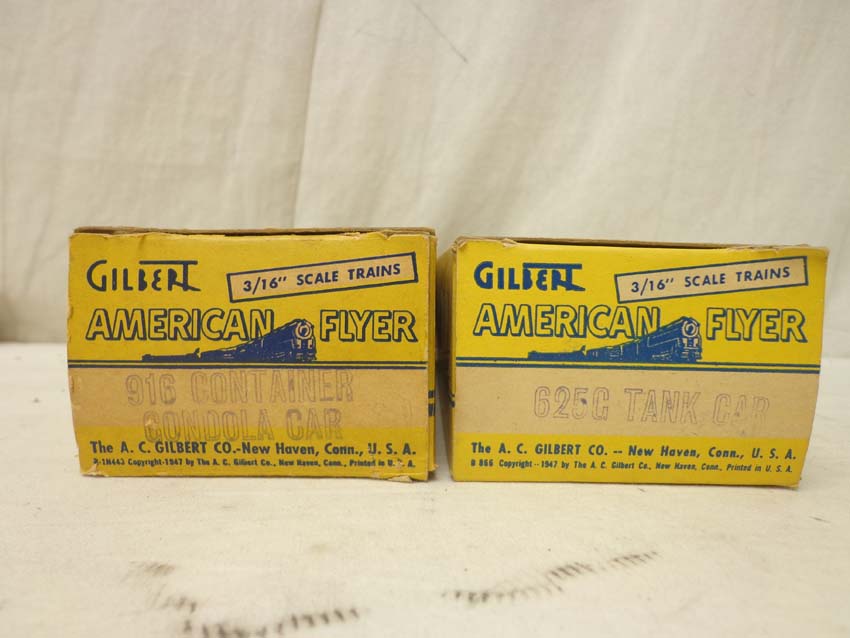 GILBERT
3/16" SCALE TRAINS
AMERICAN FLYER
916 CONTAINER
GONDOLA CAR
The A. C. GILBERT CO.-New Haven, Conn., U. S. A.
D-1N443 Copyright-1947 by The A. C. Gilbert Co., New Haven, Conn., Printed in U. S. A.
GILBERT
3/16" SCALE TRAINS
AMERICAN FLYER
625G TANK CAR
The A. C. GILBERT CO. -- New Haven, Conn., U. S. A.
D 866 Copyright--1947 by The A. C. Gilbert Co., New Haven, Conn., Printed in U. S. A.